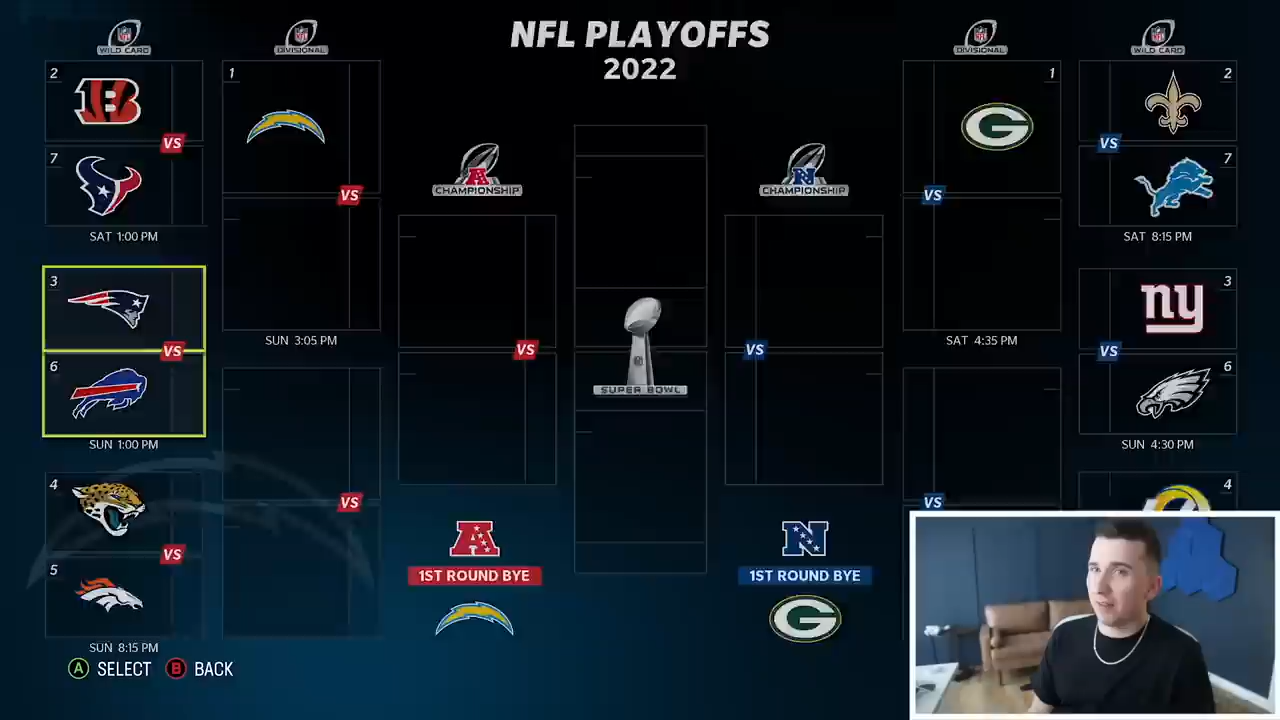 NFL PLAYOFFS
2022
WILD CARD
DIVISIONAL
DIVISIONAL
WILD CARD
2
VS
7
SAT 1:00 PM
3
VS
6
SUN 1:00 PM
4
VS
5
SUN 8:15 PM
1
VS
SUN 3:05 PM
VS
CHAMPIONSHIP
VS
SUPER BOWL
CHAMPIONSHIP
VS
1
VS
SAT 4:35 PM
VS
2
VS
7
SAT 8:15 PM
3
ny
VS
6
SUN 4:30 PM
4
1ST ROUND BYE
1ST ROUND BYE
A SELECT B BACK